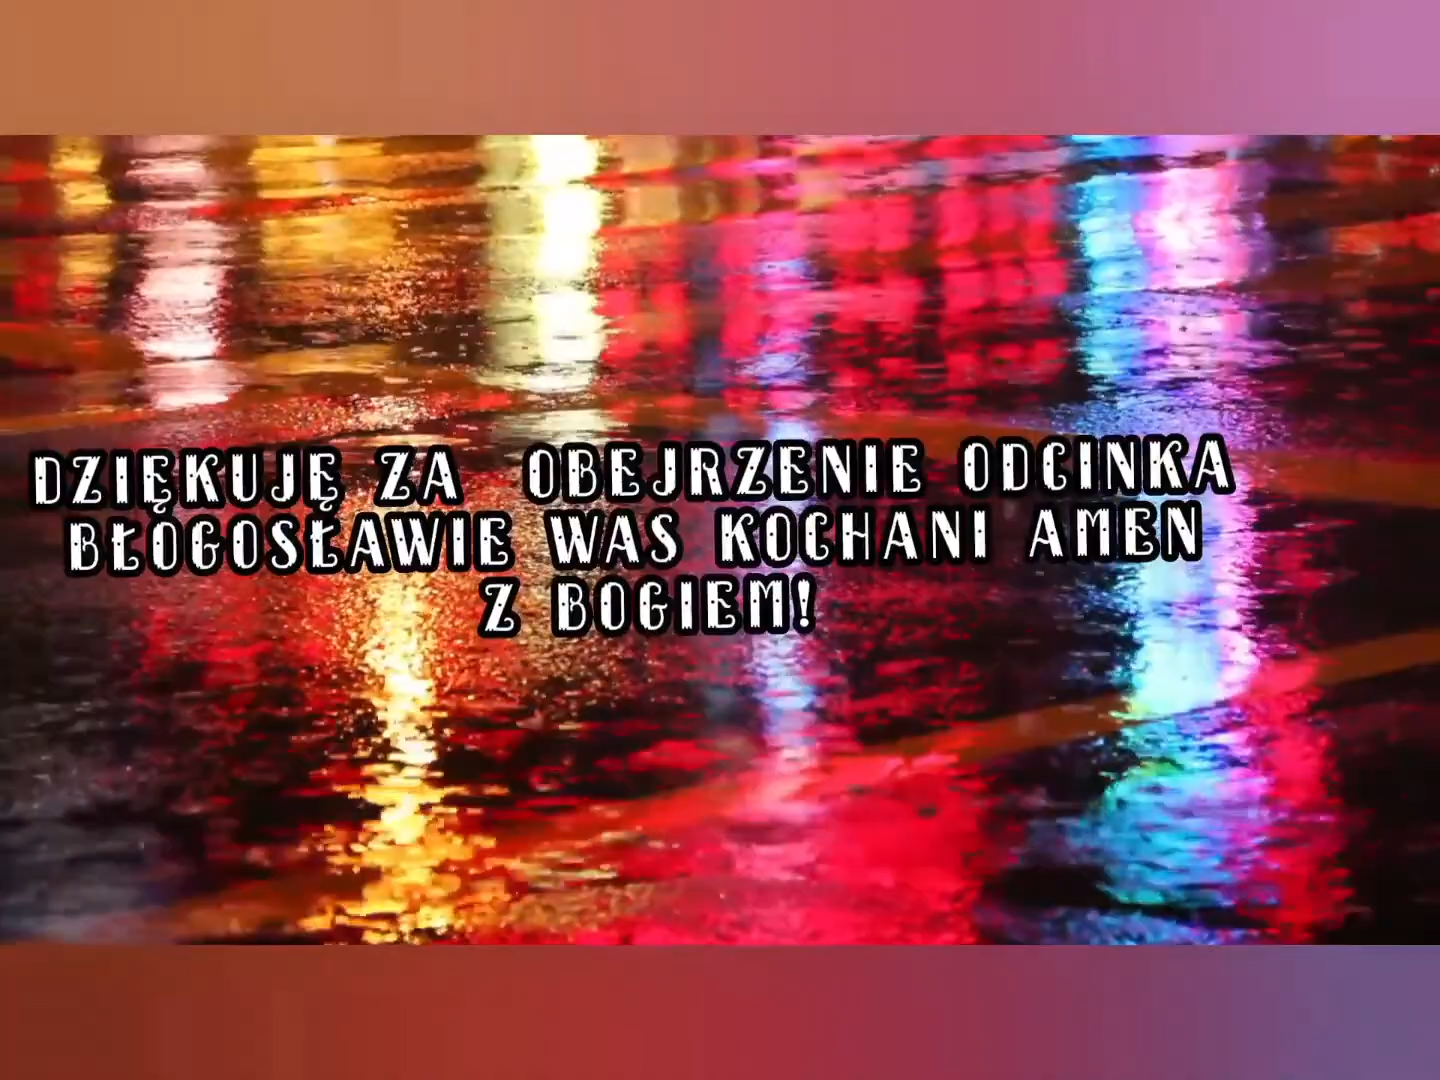 DZIĘKUJĘ ZA OBEJRZENIE ODCINKA
BŁOGOSŁAWIE WAS KOCHANI AMEN
Z BOGIEM!